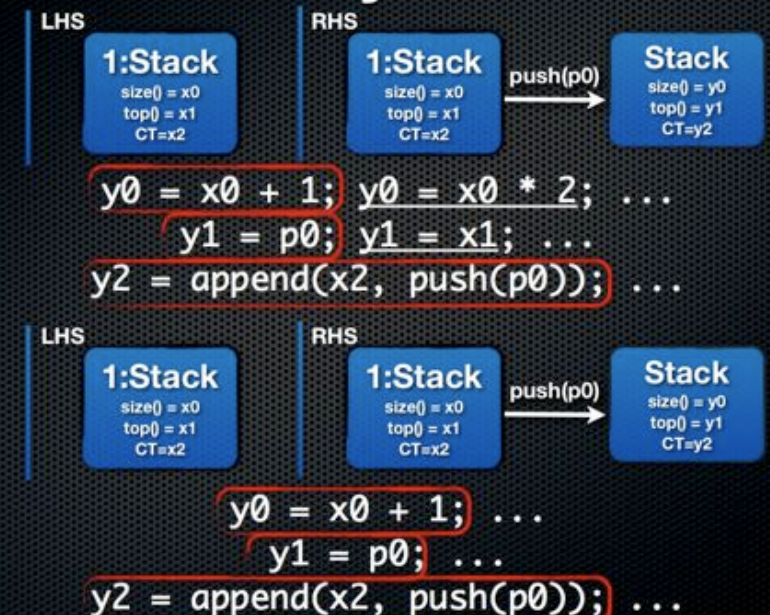 LHS
RHS
1:Stack
size() = x0
top() = x1
CT=x2
1:Stack
size() = x0
top() = x1
CT=x2
push(p0)
Stack
size() = y0
top() = y1
CT=y2
y0 = x0 + 1; y0 = x0 * 2; ...
y1 = p0; y1 = x1; ...
y2 = append(x2, push(p0)); ...
LHS
RHS
1:Stack
size() = x0
top() = x1
CT=x2
1:Stack
size() = x0
top() = x1
CT=x2
push(p0)
Stack
size() = y0
top() = y1
CT=y2
y0 = x0 + 1; ...
y1 = p0; ...
y2 = append(x2, push(p0)); ...